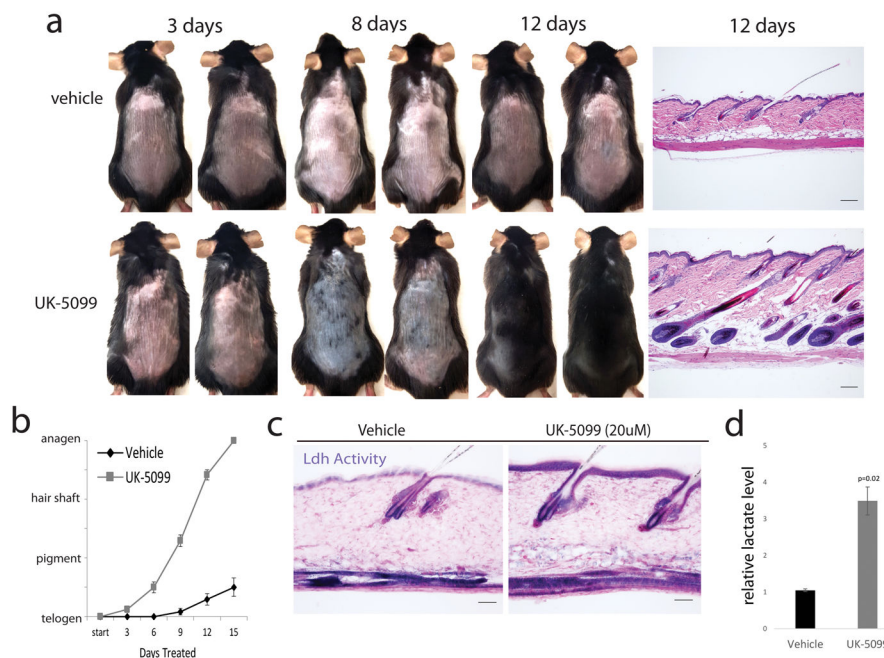 a
3 days
8 days
12 days
12 days
vehicle
UK-5099
b
anagen
hair shaft
pigment
telogen
Vehicle
UK-5099
start
3
6
9
12
15
Days Treated
c
Vehicle
UK-5099 (20uM)
Ldh Activity
d
relative lactate level
5
4
3
2
1
0
p=0.02
Vehicle
UK-5099